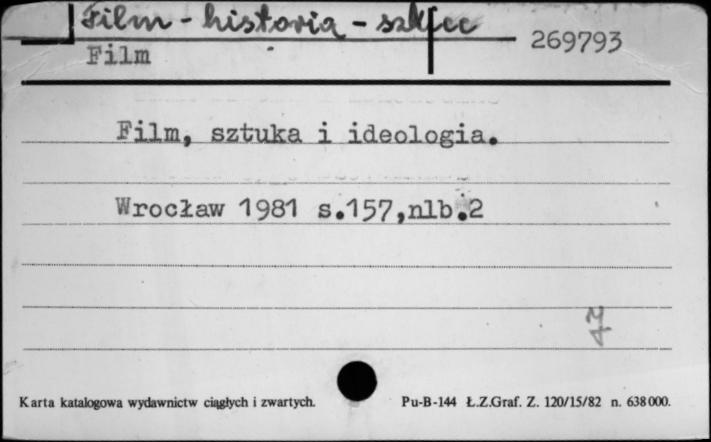 Film - historia - szkice
269793
Film
Film, sztuka i ideologia.
Wrocław 1981 s.157,nlb.2
Karta katalogowa wydawnictw ciągłych i zwartych.
Pu-B-144 Ł.Z.Graf. Z. 120/15/82 n. 638000.